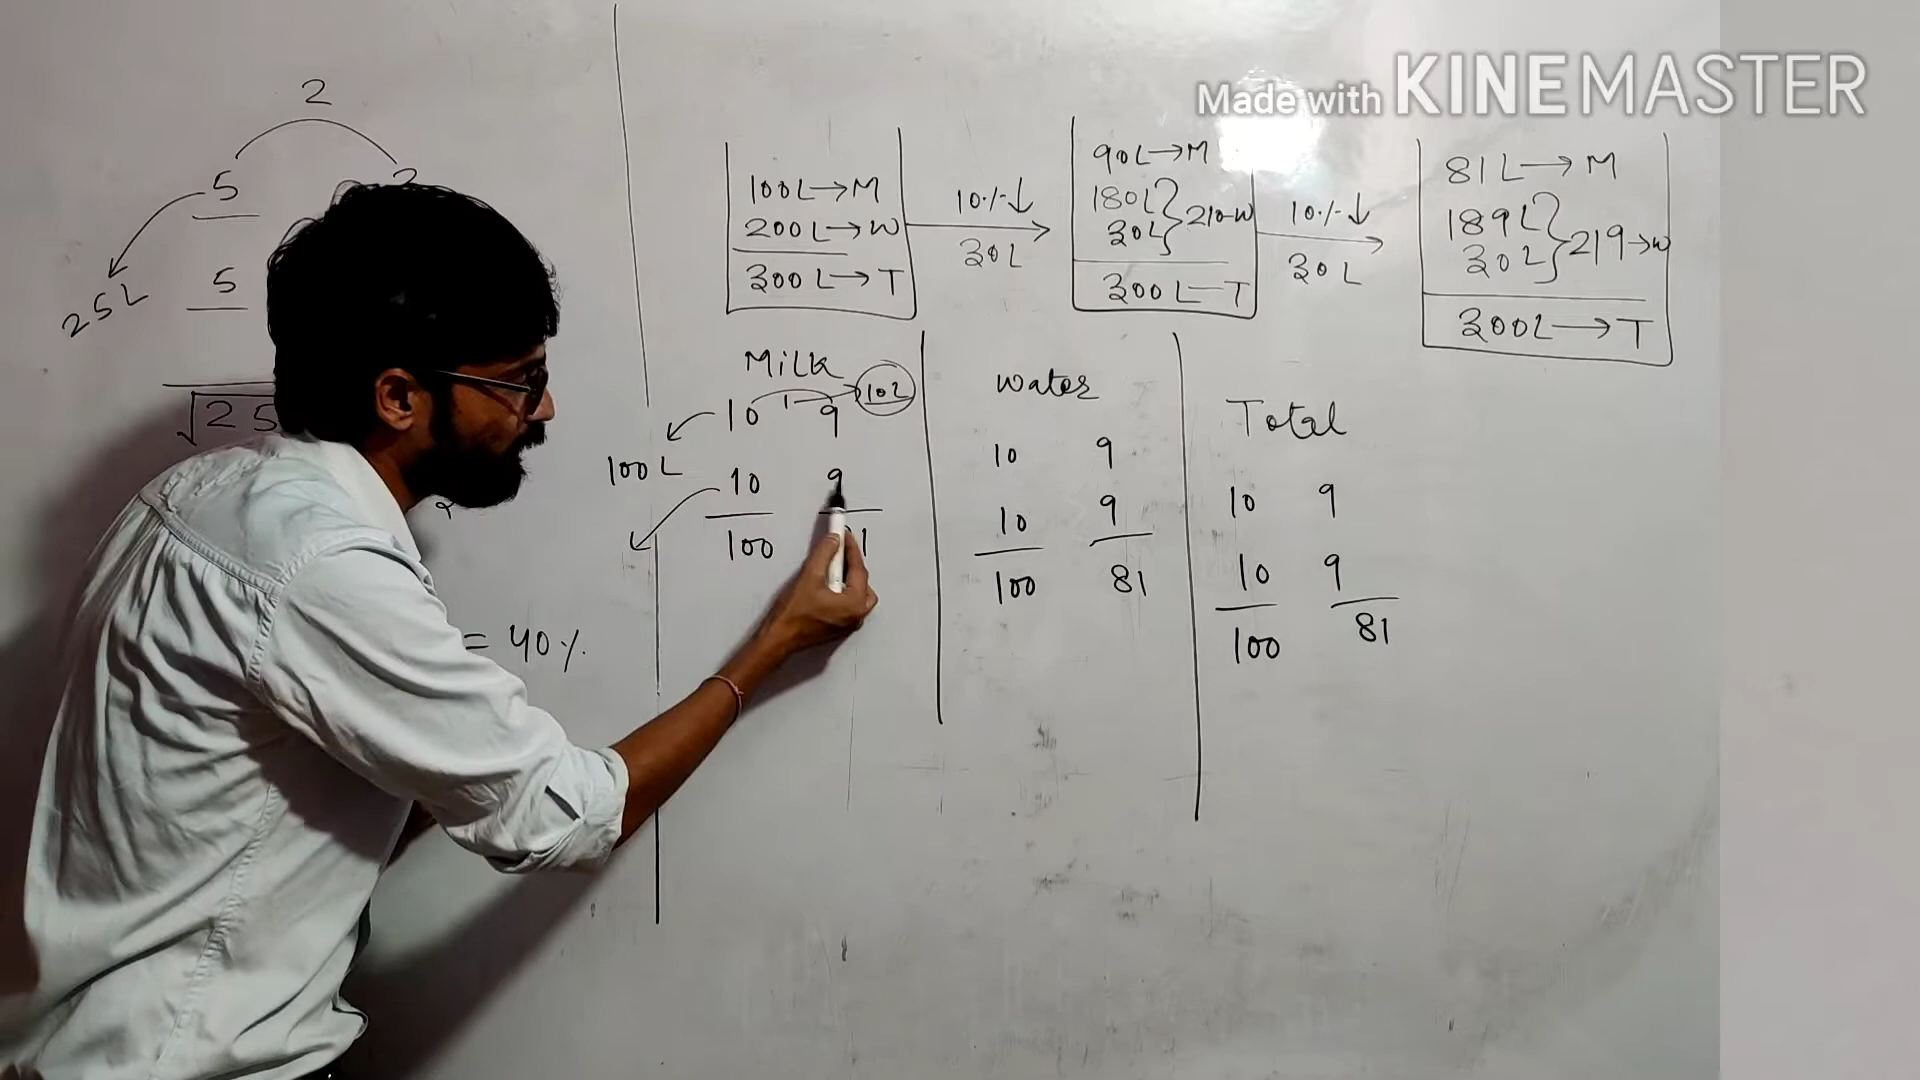 Made with KINEMASTER
2
5
5
25L
√25
= 40%
100L→M
200L→W
300L→T
10%↓
30L
90L→M
180L
30L
}210-W
300L-T
10%↓
30L
81L→M
189L
30L
}219→W
300L→T
Milk
10 1 9 →10L
100L
10 9
100
Water
10 9
10 9
100 81
Total
10 9
10 9
100 81